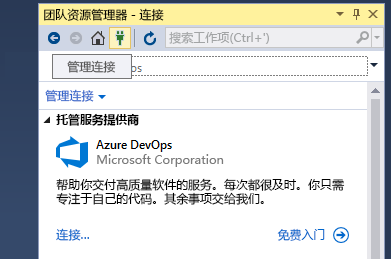 团队资源管理器 - 连接
搜索工作项(Ctrl+')
管理连接
管理连接
托管服务提供商
Azure DevOps
Microsoft Corporation
帮助你交付高质量软件的服务。每次都很及时。你只需
专注于自己的代码。其余事项交给我们。
连接... 免费入门